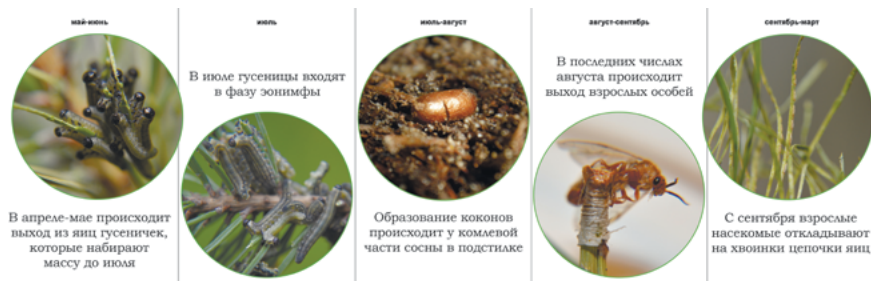 май-июнь
В апреле-мае происходит
выход из яиц гусеничек,
которые набирают
массу до июля
июль
В июле гусеницы входят
в фазу эонимфы
июль-август
Образование коконов
происходит у комлевой
части сосны в подстилке
август-сентябрь
В последних числах
августа происходит
выход взрослых особей
сентябрь-март
С сентября взрослые
насекомые откладывают
на хвоинки цепочки яиц